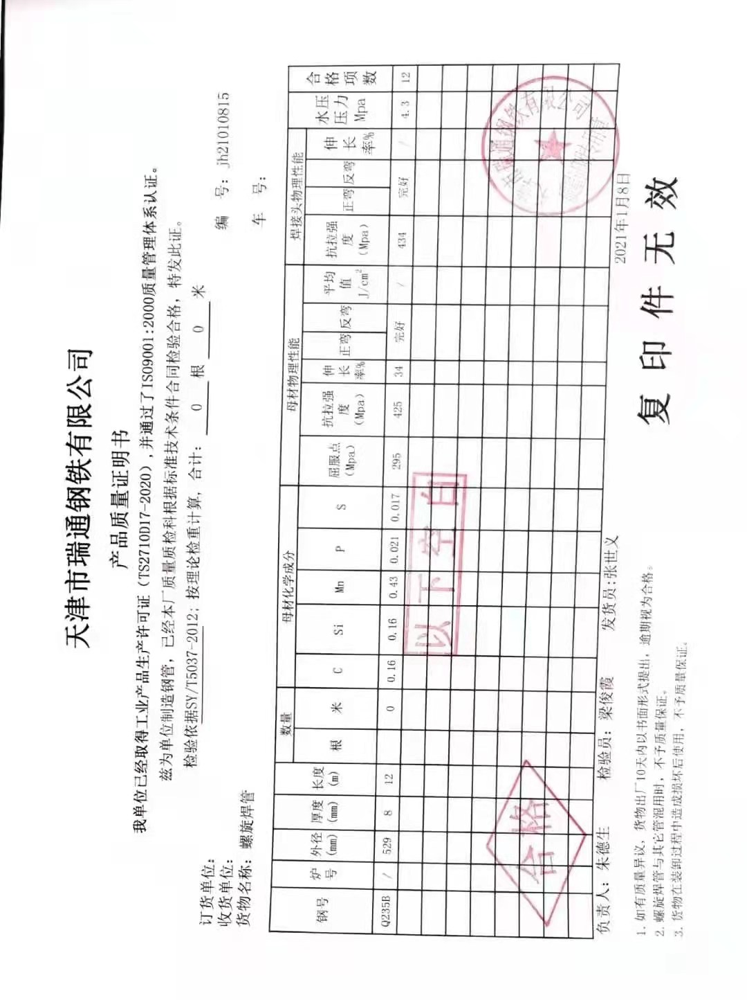 天津市瑞通钢铁有限公司
产品质量证明书
我单位已经取得工业产品生产许可证（TS2710D17-2020），并通过了ISO9001:2000质量管理体系认证。
兹为单位制造钢管，已经本厂质量质检科根据标准技术条件合同检验合格，特发此证。
检验依据SY/T5037-2012；按理论检重计算，合计： 0 根 0 米
订货单位：
编 号：jh21010815
收货单位：
货物名称：螺旋焊管
车 号：
钢号 炉号 外径(mm) 厚度(mm) 长度(m) 数量 母材化学成分 母材物理性能 焊接头物理性能 水压压力Mpa 合格项数
根 米 C Si Mn P S 屈服点(Mpa) 抗拉强度(Mpa) 伸长率% 正弯 反弯 平均值J/cm² 抗拉强度(Mpa) 正弯 反弯 伸长率%
Q235B / 529 8 12 0 0.16 0.16 0.43 0.021 0.017 295 425 34 完好 / 434 完好 / 4.3 12
以下空白
合格
瑞通钢铁有限公司
2021年1月8日
负责人：朱德生 检验员：梁俊霞 发货员:张世义
1. 如有质量异议，货物出厂10天内以书面形式提出，逾期视为合格。
2. 螺旋焊管与其它管混用时，不予质量保证。
3. 货物在装卸过程中造成损坏后使用，不予质量保证。
复印件无效